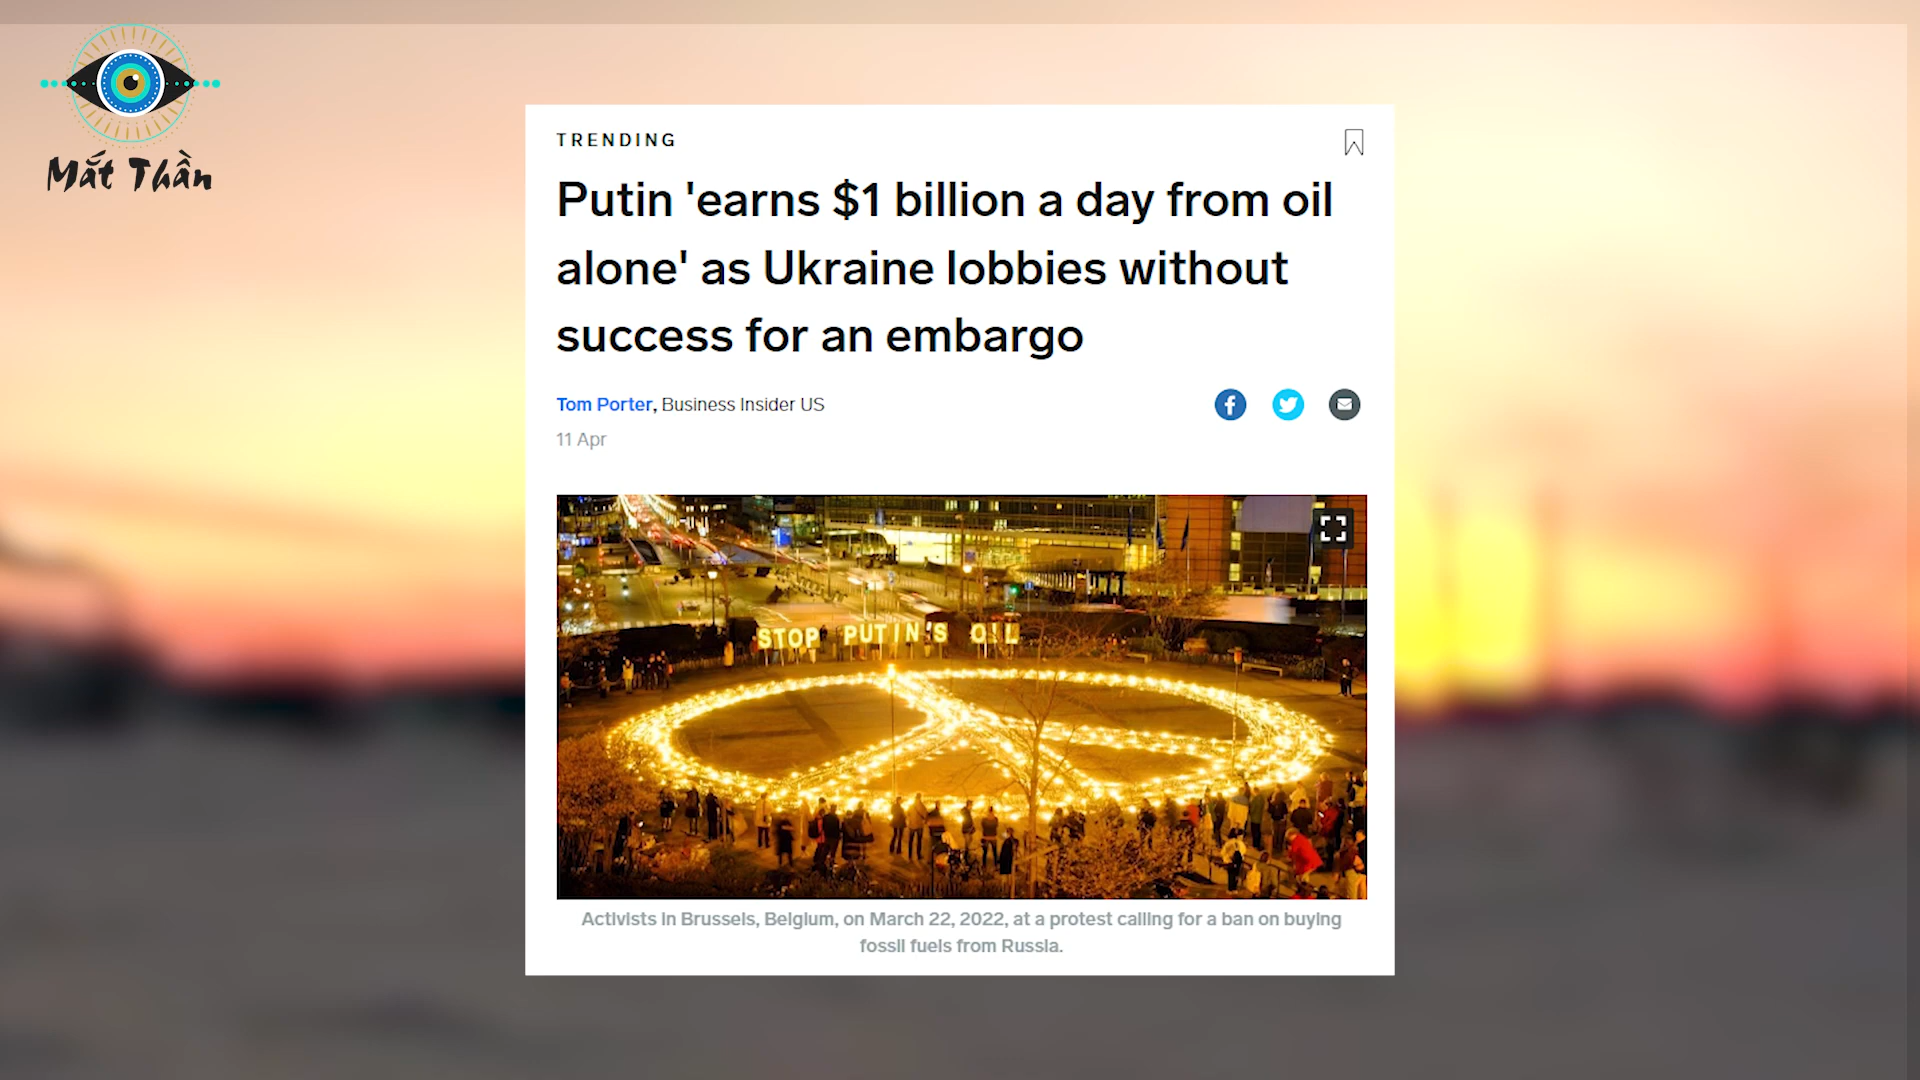 Mắt Thần
TRENDING
Putin 'earns $1 billion a day from oil
alone' as Ukraine lobbies without
success for an embargo
Tom Porter, Business Insider US
11 Apr
STOP PUTIN'S OIL
Activists in Brussels, Belgium, on March 22, 2022, at a protest calling for a ban on buying
fossil fuels from Russia.